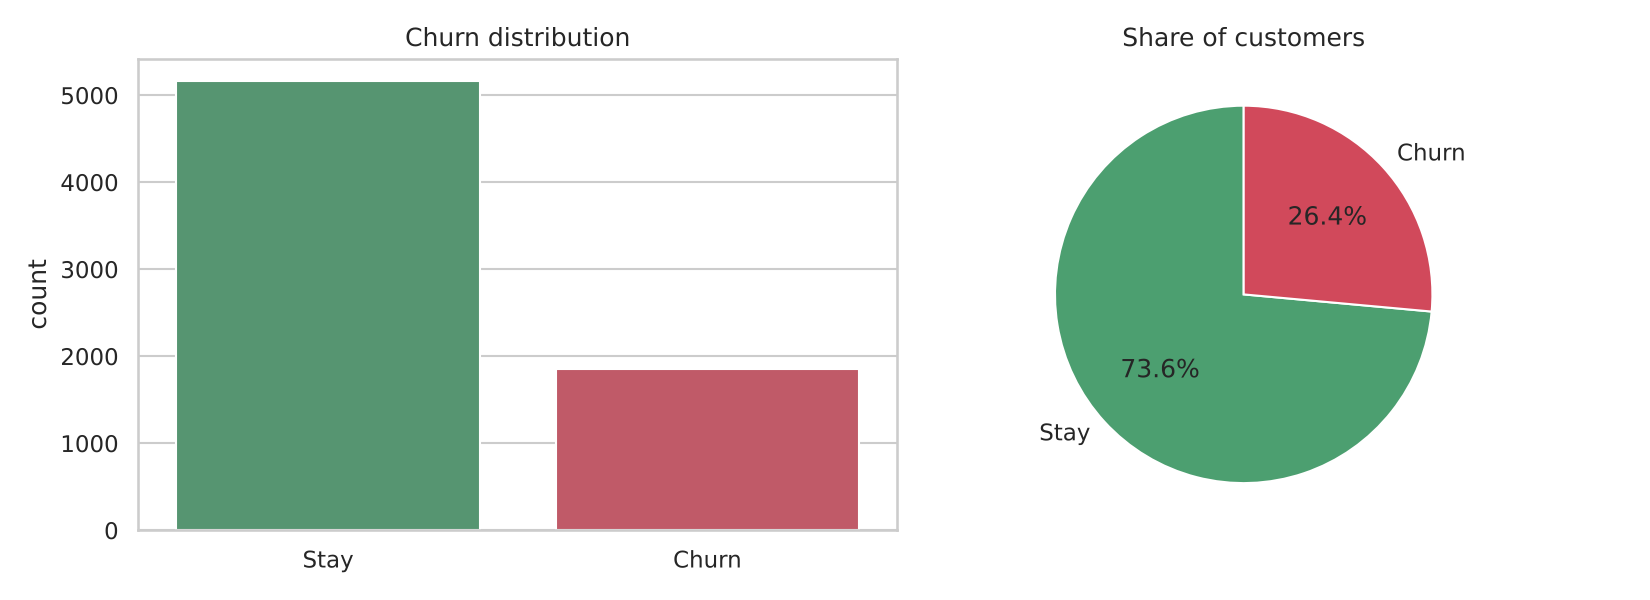 Churn distribution
5000
4000
3000
2000
1000
0
count
Stay
Churn
Share of customers
Churn
26.4%
73.6%
Stay